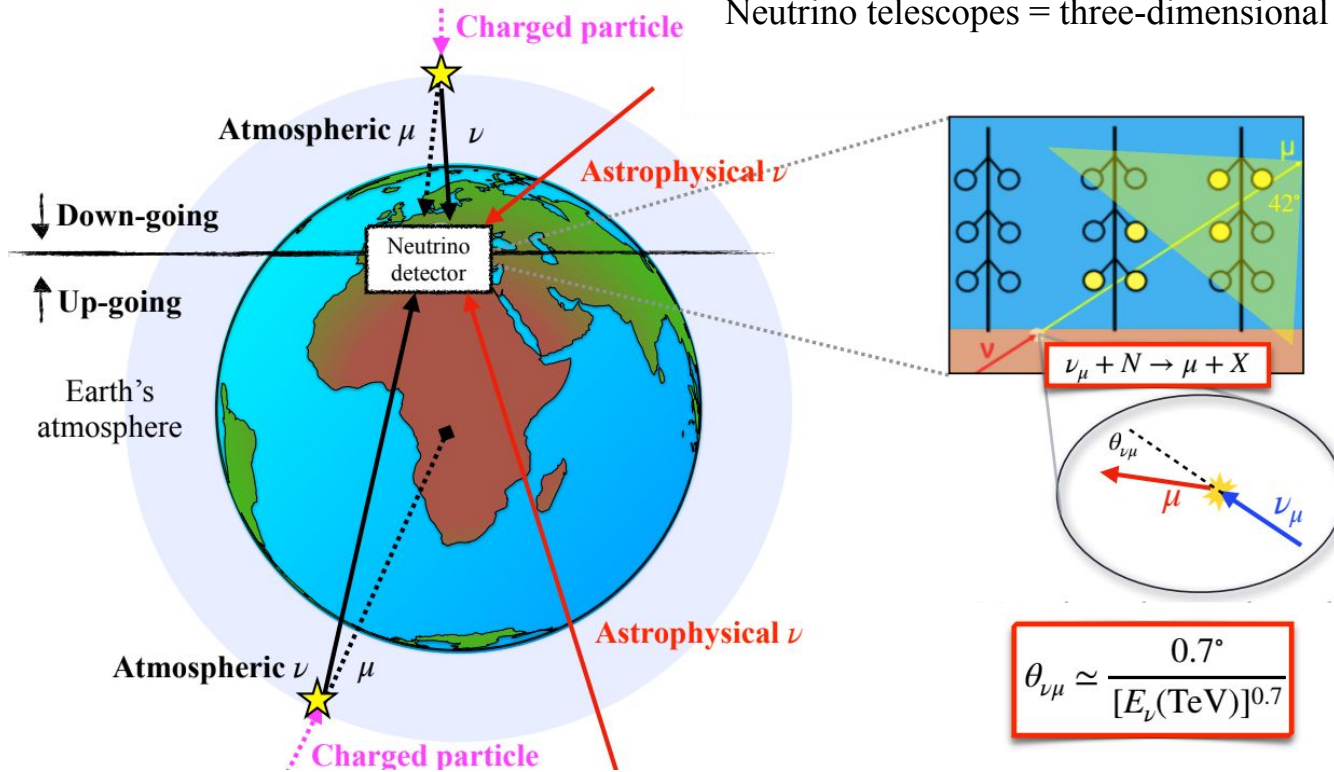 Neutrino telescopes = three-dimensional
Charged particle
Atmospheric μ
ν
Astrophysical ν
Down-going
Up-going
Neutrino
detector
Earth's
atmosphere
μ
42°
ν
ν_μ + N → μ + X
θ_νμ
μ
ν_μ
Astrophysical ν
Atmospheric ν
μ
Charged particle
θ_νμ ≃ 0.7° / [E_ν(TeV)]^0.7